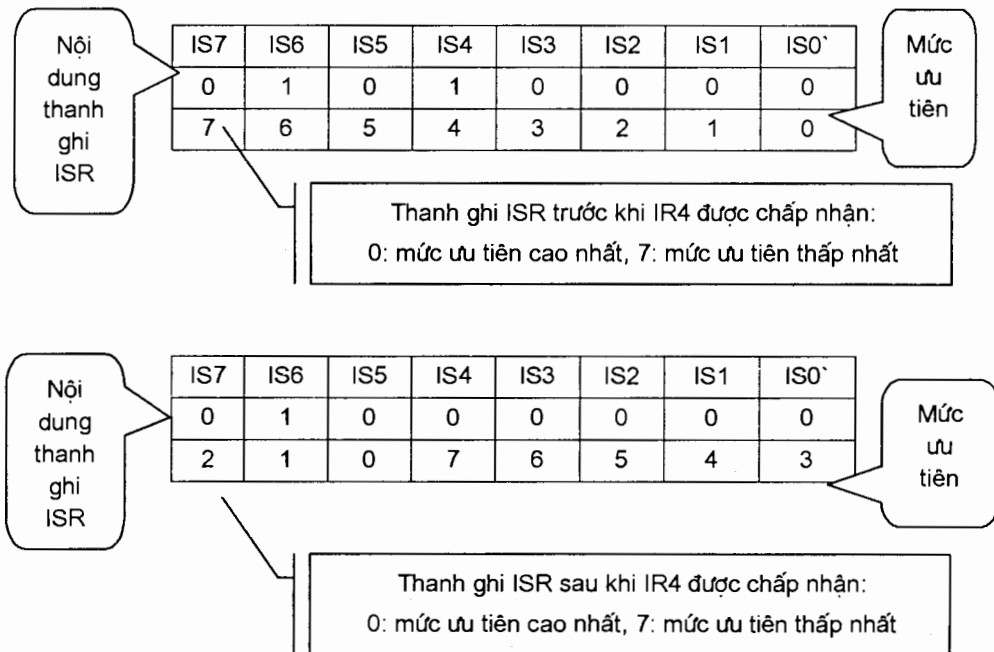 Nội
dung
thanh
ghi
ISR
IS7 IS6 IS5 IS4 IS3 IS2 IS1 IS0`
0 1 0 1 0 0 0 0
7 6 5 4 3 2 1 0
Mức
ưu
tiên
Thanh ghi ISR trước khi IR4 được chấp nhận:
0: mức ưu tiên cao nhất, 7: mức ưu tiên thấp nhất
Nội
dung
thanh
ghi
ISR
IS7 IS6 IS5 IS4 IS3 IS2 IS1 IS0`
0 1 0 0 0 0 0 0
2 1 0 7 6 5 4 3
Mức
ưu
tiên
Thanh ghi ISR sau khi IR4 được chấp nhận:
0: mức ưu tiên cao nhất, 7: mức ưu tiên thấp nhất